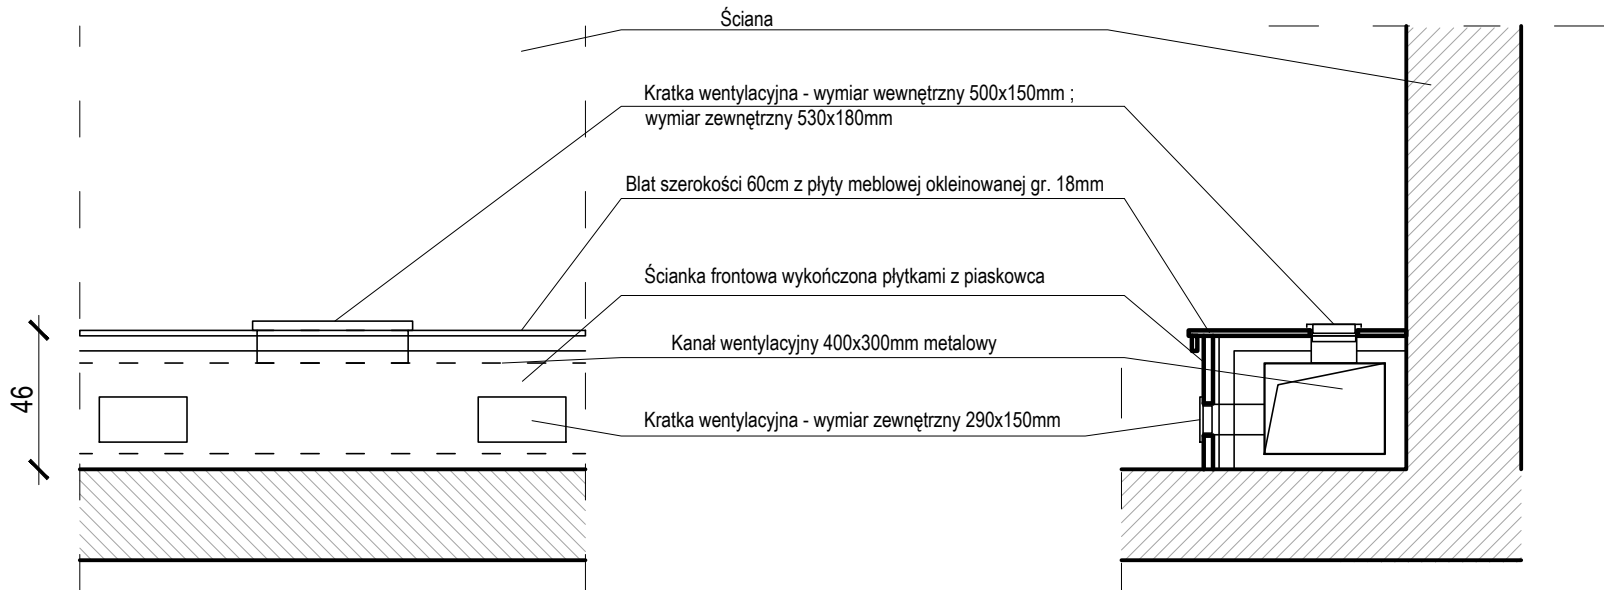 Ściana
Kratka wentylacyjna - wymiar wewnętrzny 500x150mm ;
wymiar zewnętrzny 530x180mm
Blat szerokości 60cm z płyty meblowej okleinowanej gr. 18mm
Ścianka frontowa wykończona płytkami z piaskowca
Kanał wentylacyjny 400x300mm metalowy
46
Kratka wentylacyjna - wymiar zewnętrzny 290x150mm